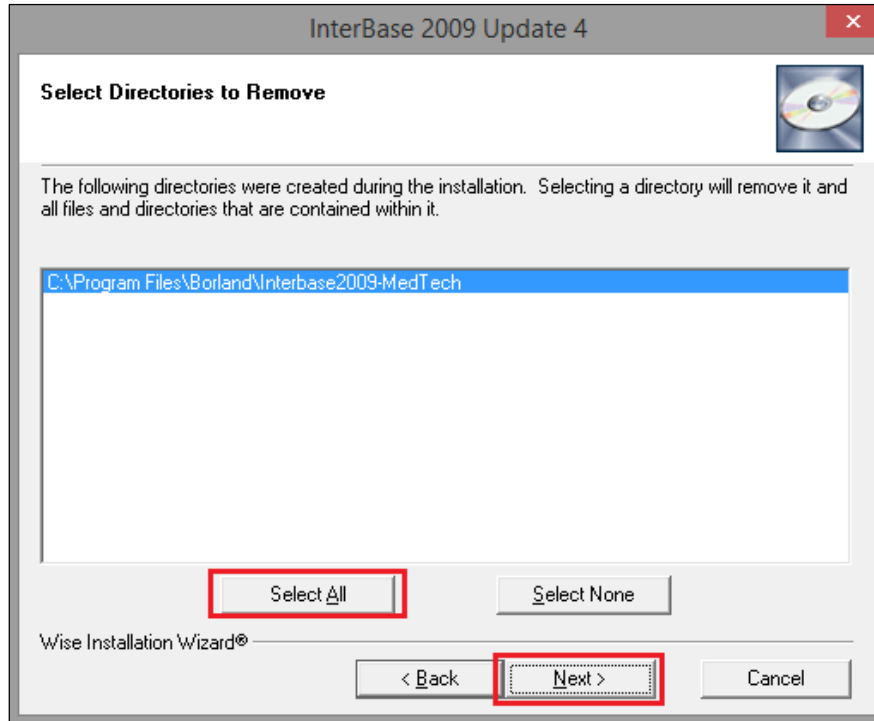 InterBase 2009 Update 4
Select Directories to Remove
The following directories were created during the installation.  Selecting a directory will remove it and
all files and directories that are contained within it.
C:\Program Files\Borland\Interbase2009-MedTech
Select All
Select None
Wise Installation Wizard®
< Back
Next >
Cancel